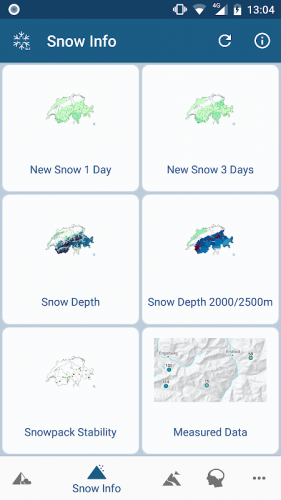 4G 13:04
Snow Info
New Snow 1 Day
New Snow 3 Days
Snow Depth
Snow Depth 2000/2500m
Snowpack Stability
Measured Data
Snow Info